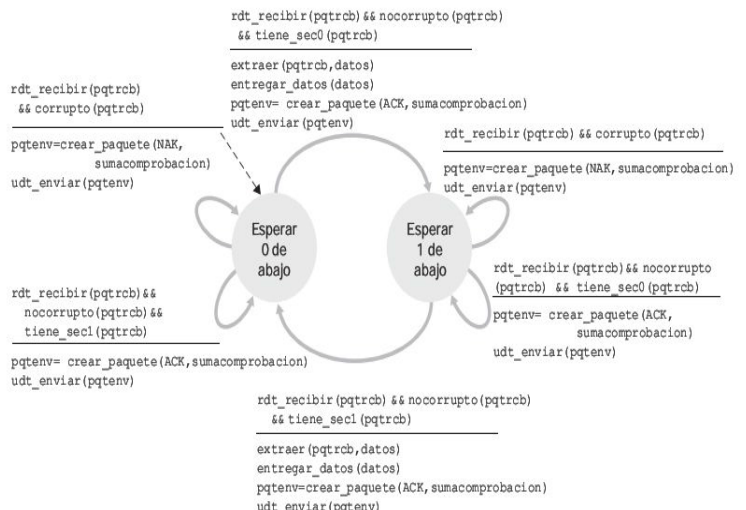 rdt_recibir(pqtrcb)&& nocorrupto(pqtrcb)
&& tiene_sec0(pqtrcb)
extraer(pqtrcb,datos)
entregar_datos(datos)
pqtenv= crear_paquete(ACK,sumacomprobacion)
udt_enviar(pqtenv)
rdt_recibir(pqtrcb)
&& corrupto(pqtrcb)
pqtenv=crear_paquete(NAK,
sumacomprobacion)
udt_enviar(pqtenv)
rdt_recibir(pqtrcb) && corrupto(pqtrcb)
pqtenv=crear_paquete(NAK,sumacomprobacion)
udt_enviar(pqtenv)
Esperar
0 de
abajo
Esperar
1 de
abajo
rdt_recibir(pqtrcb)&&
nocorrupto(pqtrcb)&&
tiene_sec1(pqtrcb)
pqtenv= crear_paquete(ACK,sumacomprobacion)
udt_enviar(pqtenv)
rdt_recibir(pqtrcb)&& nocorrupto
(pqtrcb) && tiene_sec0(pqtrcb)
pqtenv= crear_paquete(ACK,
sumacomprobacion)
udt_enviar(pqtenv)
rdt_recibir(pqtrcb) && nocorrupto(pqtrcb)
&& tiene_sec1(pqtrcb)
extraer(pqtrcb,datos)
entregar_datos(datos)
pqtenv=crear_paquete(ACK,sumacomprobacion)
udt_enviar(pqtenv)